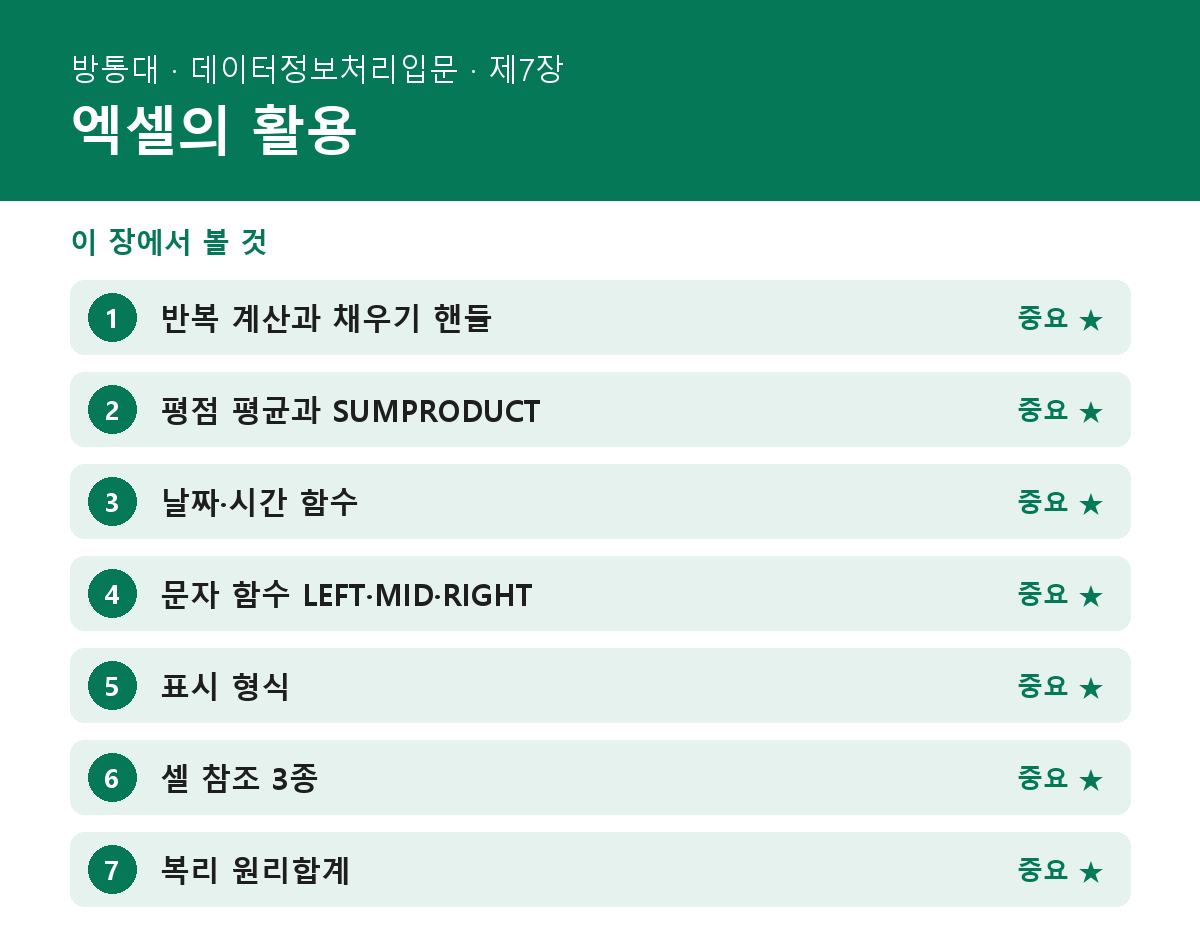 방통대 · 데이터정보처리입문 · 제7장
엑셀의 활용
이 장에서 볼 것
1 반복 계산과 채우기 핸들 중요 ★
2 평점 평균과 SUMPRODUCT 중요 ★
3 날짜·시간 함수 중요 ★
4 문자 함수 LEFT·MID·RIGHT 중요 ★
5 표시 형식 중요 ★
6 셀 참조 3종 중요 ★
7 복리 원리합계 중요 ★